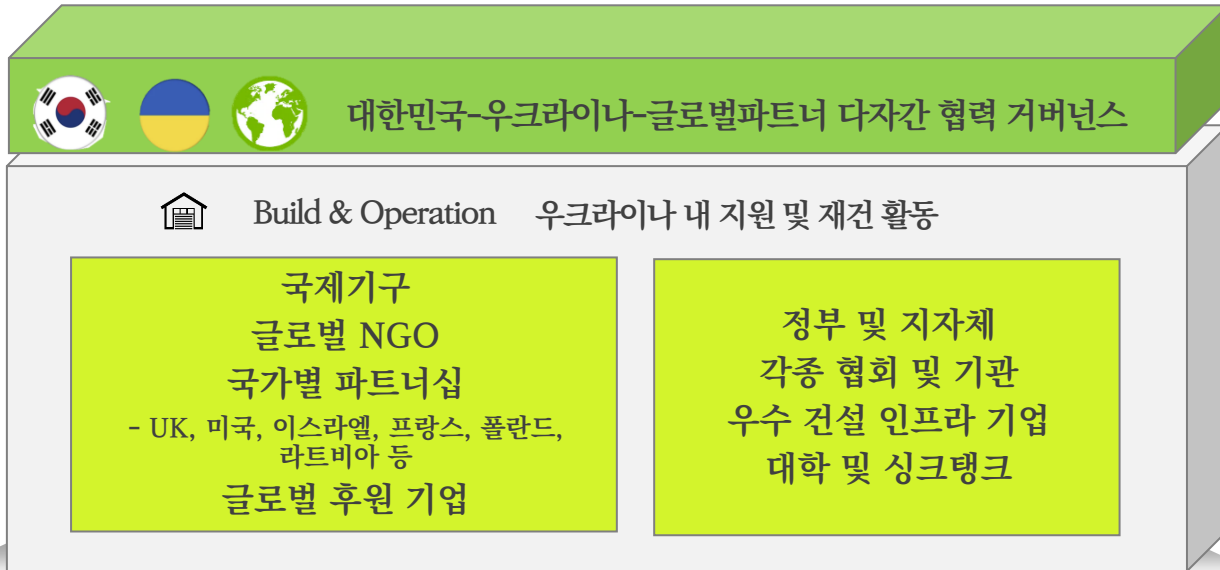 대한민국-우크라이나-글로벌파트너 다자간 협력 거버넌스
Build & Operation 우크라이나 내 지원 및 재건 활동
국제기구
글로벌 NGO
국가별 파트너십
- UK, 미국, 이스라엘, 프랑스, 폴란드,
라트비아 등
글로벌 후원 기업
정부 및 지자체
각종 협회 및 기관
우수 건설 인프라 기업
대학 및 싱크탱크